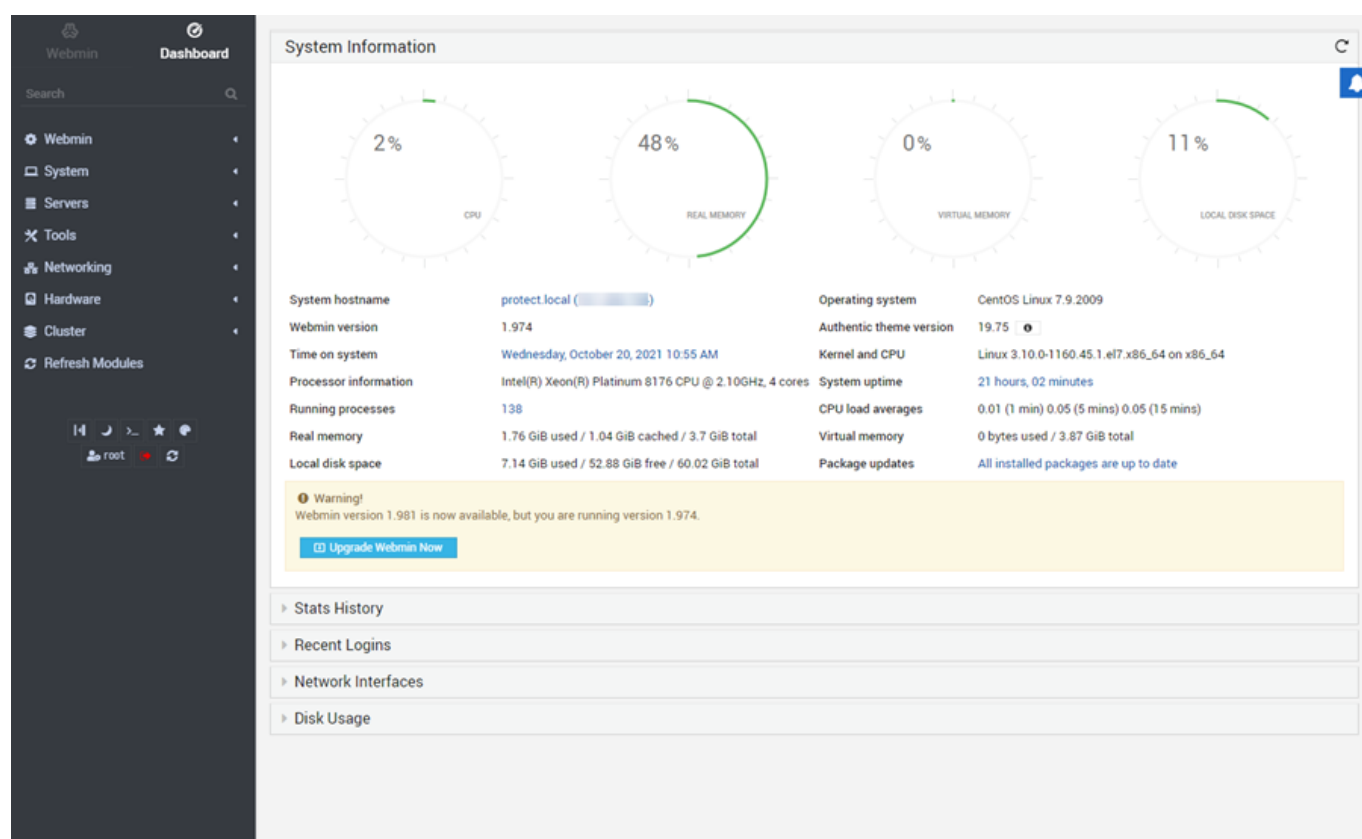 Webmin
Dashboard
Search
Webmin
System
Servers
Tools
Networking
Hardware
Cluster
Refresh Modules
root
System Information
2%
CPU
48%
REAL MEMORY
0%
VIRTUAL MEMORY
11%
LOCAL DISK SPACE
System hostname protect.local ( ) Operating system CentOS Linux 7.9.2009
Webmin version 1.974 Authentic theme version 19.75
Time on system Wednesday, October 20, 2021 10:55 AM Kernel and CPU Linux 3.10.0-1160.45.1.el7.x86_64 on x86_64
Processor information Intel(R) Xeon(R) Platinum 8176 CPU @ 2.10GHz, 4 cores System uptime 21 hours, 02 minutes
Running processes 138 CPU load averages 0.01 (1 min) 0.05 (5 mins) 0.05 (15 mins)
Real memory 1.76 GiB used / 1.04 GiB cached / 3.7 GiB total Virtual memory 0 bytes used / 3.87 GiB total
Local disk space 7.14 GiB used / 52.88 GiB free / 60.02 GiB total Package updates All installed packages are up to date
Warning!
Webmin version 1.981 is now available, but you are running version 1.974.
Upgrade Webmin Now
Stats History
Recent Logins
Network Interfaces
Disk Usage